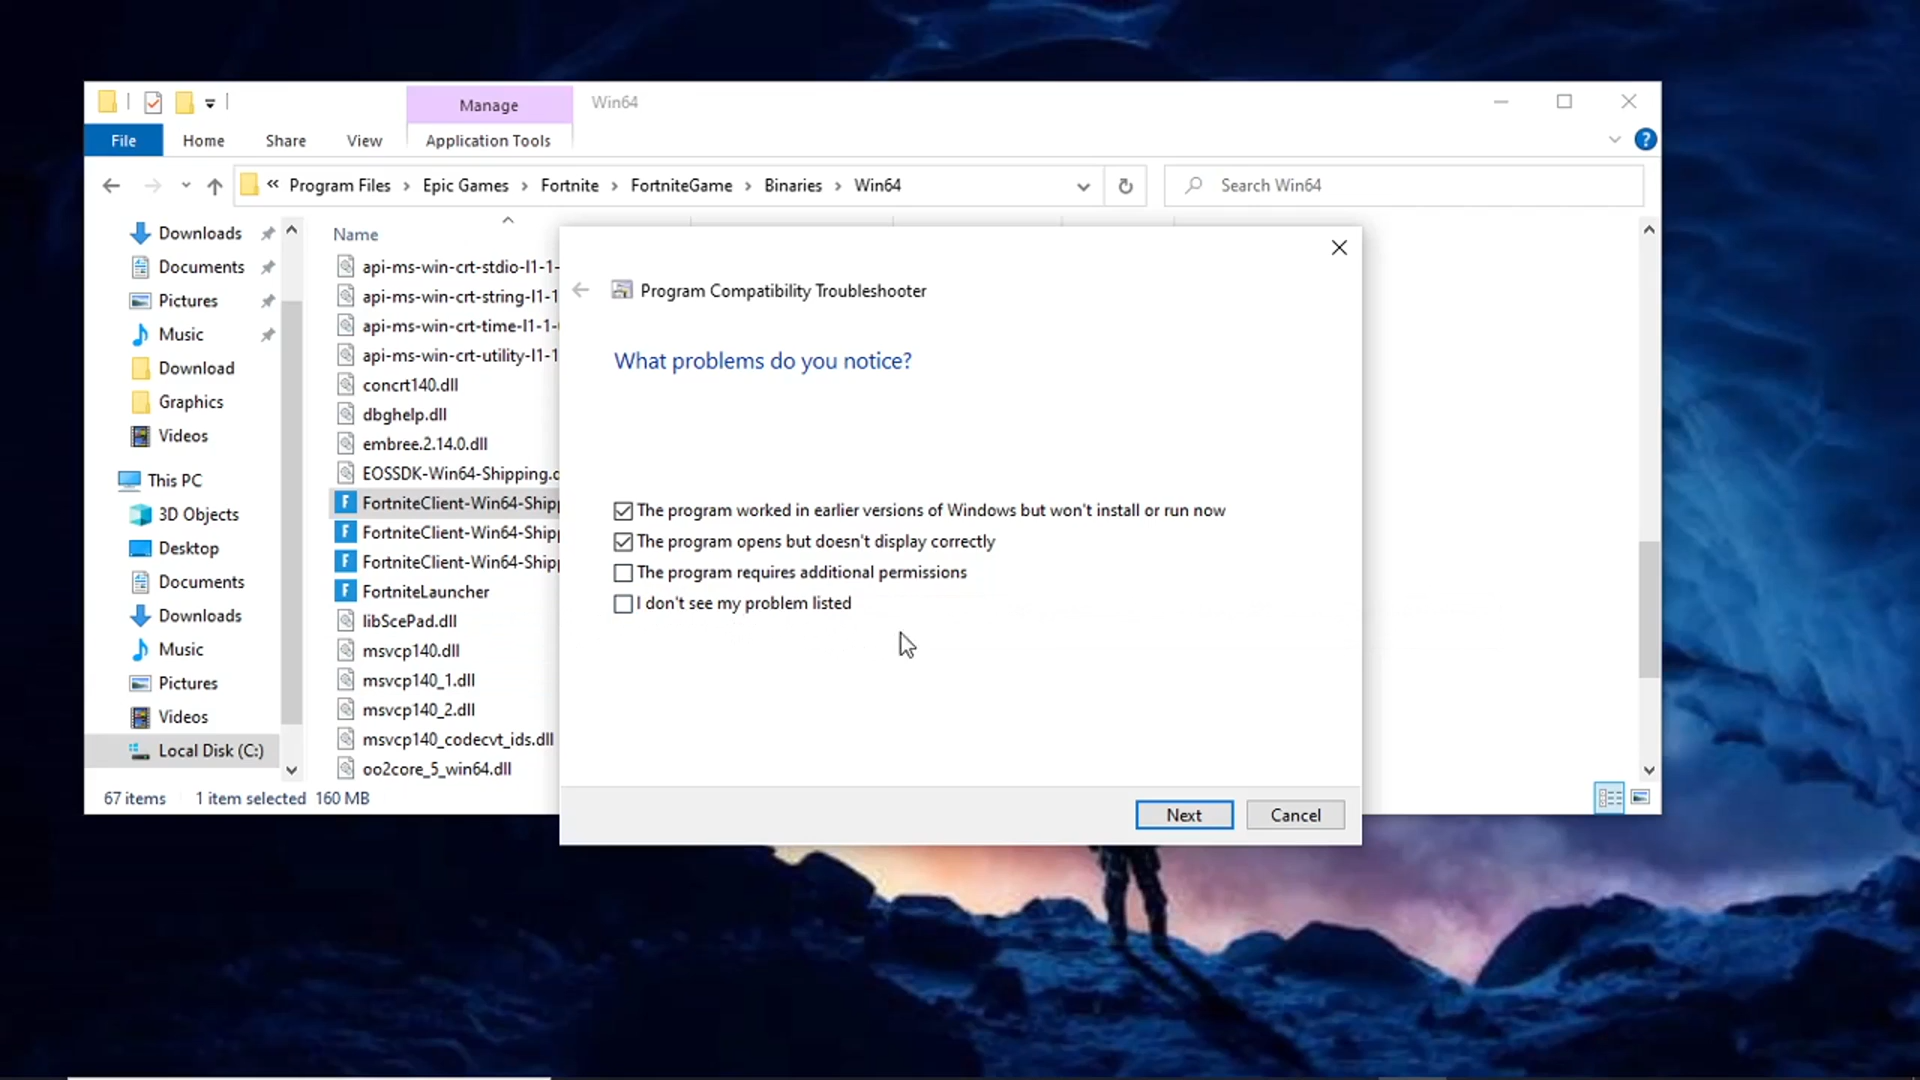 Manage
Win64
File
Home
Share
View
Application Tools
?
« Program Files › Epic Games › Fortnite › FortniteGame › Binaries › Win64
Search Win64
Downloads
Documents
Pictures
Music
Download
Graphics
Videos
This PC
3D Objects
Desktop
Documents
Downloads
Music
Pictures
Videos
Local Disk (C:)
Name
api-ms-win-crt-stdio-l1-1-
api-ms-win-crt-string-l1-1
api-ms-win-crt-time-l1-1-
api-ms-win-crt-utility-l1-1
concrt140.dll
dbghelp.dll
embree.2.14.0.dll
EOSSDK-Win64-Shipping.
F FortniteClient-Win64-Ship
F FortniteClient-Win64-Ship
F FortniteClient-Win64-Ship
F FortniteLauncher
libScePad.dll
msvcp140.dll
msvcp140_1.dll
msvcp140_2.dll
msvcp140_codecvt_ids.dll
oo2core_5_win64.dll
67 items
1 item selected 160 MB
Program Compatibility Troubleshooter
What problems do you notice?
The program worked in earlier versions of Windows but won't install or run now
The program opens but doesn't display correctly
The program requires additional permissions
I don't see my problem listed
Next
Cancel